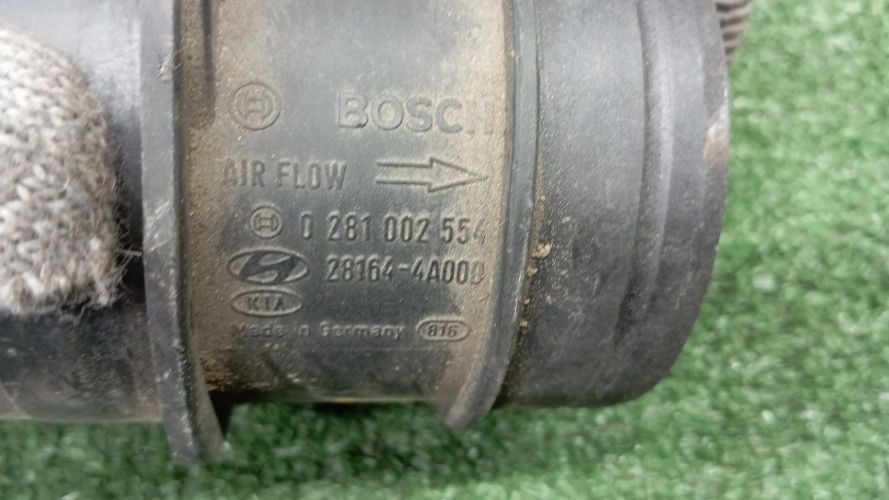 BOSCH
AIR FLOW
0 281 002 554
28164-4A000
KIA
Made in Germany 816